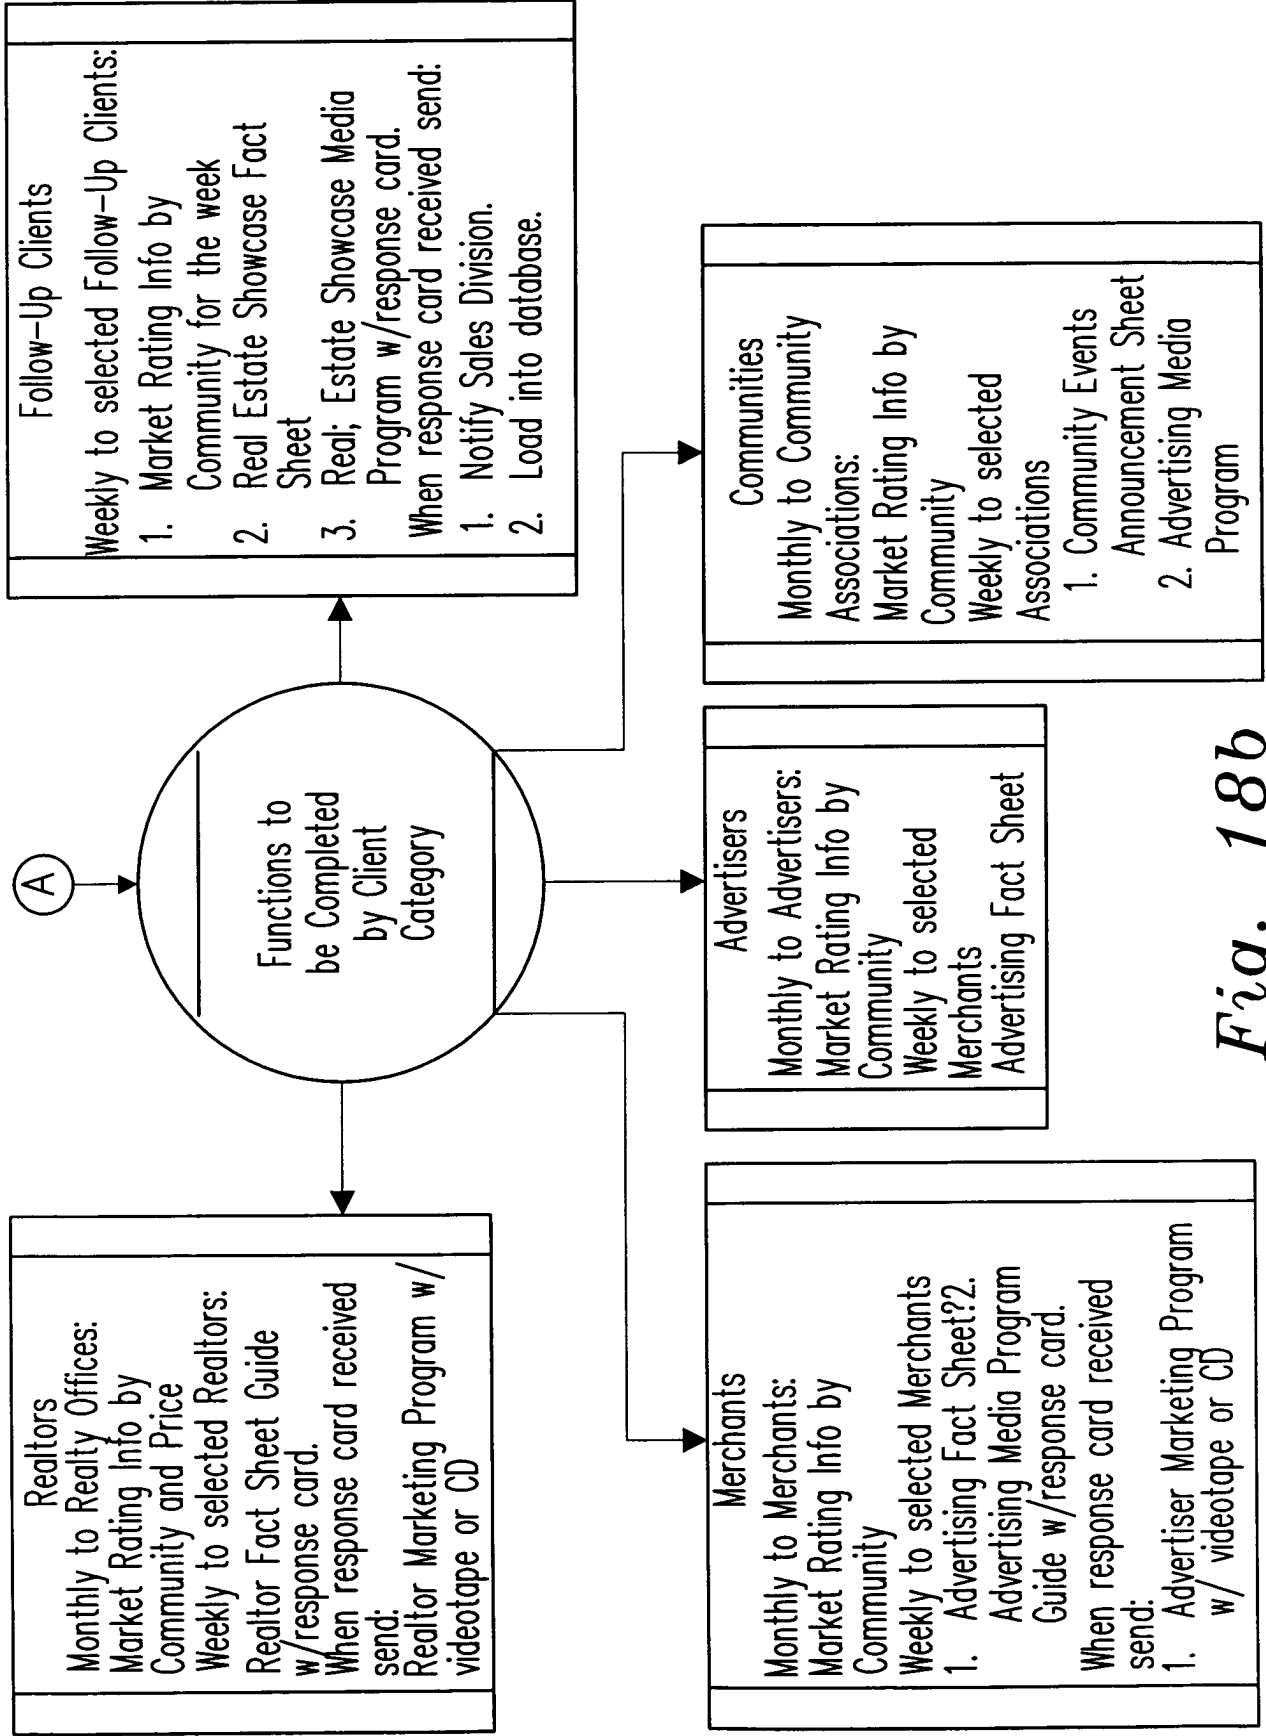 A
Functions to
be Completed
by Client
Category
Realtors
Monthly to Realty Offices:
Market Rating Info by
Community and Price
Weekly to selected Realtors:
Realtor Fact Sheet Guide
w/response card.
When response card received
send:
Realtor Marketing Program w/
videotape or CD
Follow-Up Clients
Weekly to selected Follow-Up Clients:
1. Market Rating Info by
Community for the week
2. Real Estate Showcase Fact
Sheet
3. Real; Estate Showcase Media
Program w/response card.
When response card received send:
1. Notify Sales Division.
2. Load into database.
Merchants
Monthly to Merchants:
Market Rating Info by
Community
Weekly to selected Merchants
1. Advertising Fact Sheet??2.
Advertising Media Program
Guide w/response card.
When response card received
send:
1. Advertiser Marketing Program
w/ videotape or CD
Advertisers
Monthly to Advertisers:
Market Rating Info by
Community
Weekly to selected
Merchants
Advertising Fact Sheet
Communities
Monthly to Community
Associations:
Market Rating Info by
Community
Weekly to selected
Associations
1. Community Events
Announcement Sheet
2. Advertising Media
Program
Fig. 18b